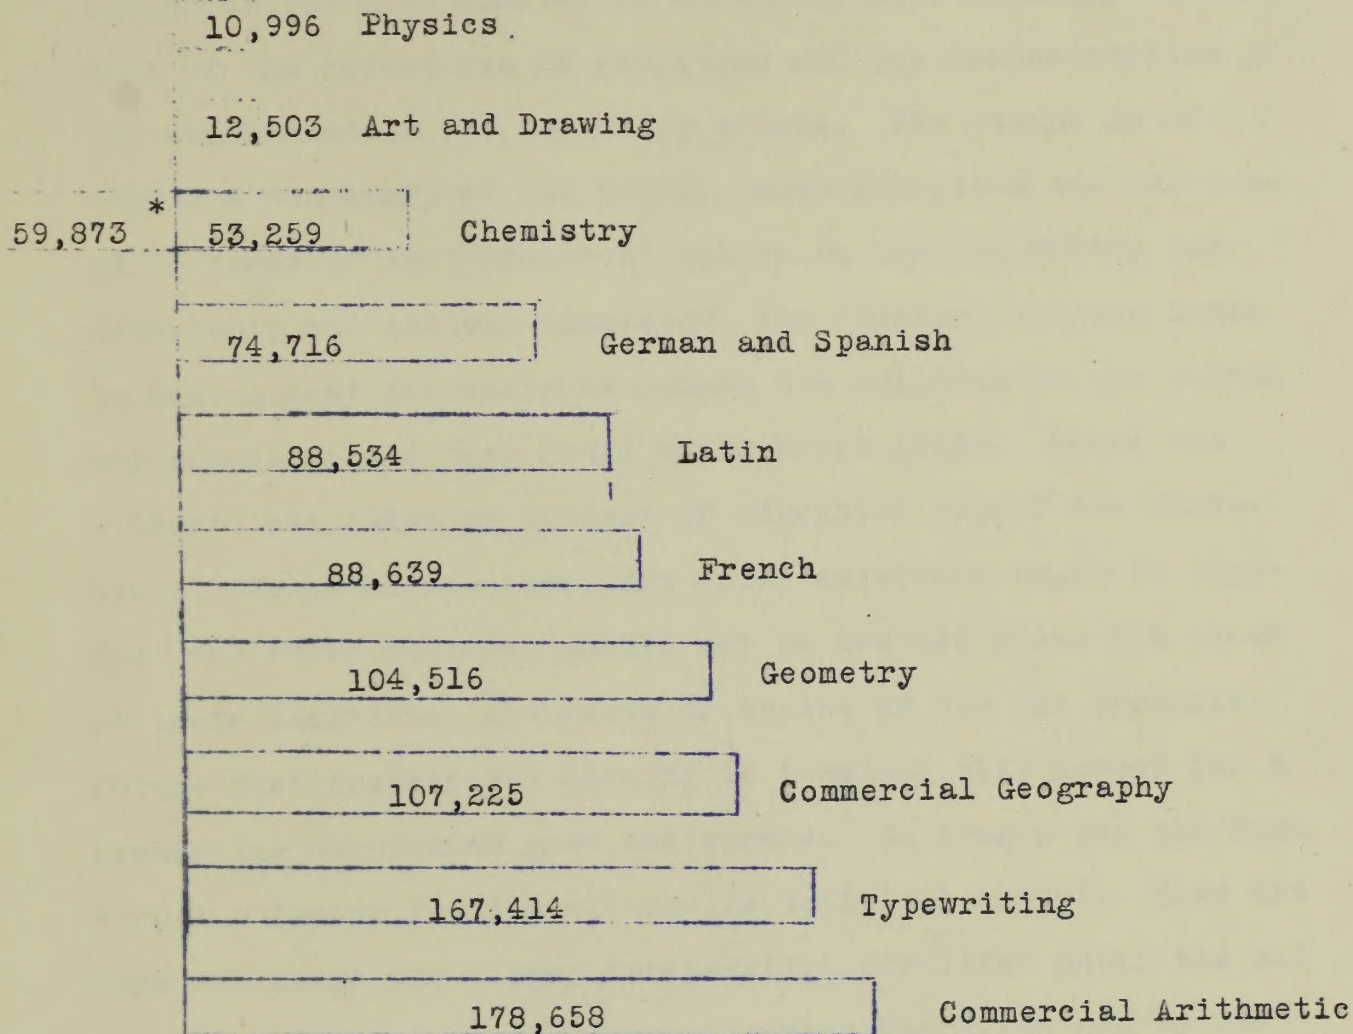 10,996 Physics.
12,503 Art and Drawing
59,873 * 53,259 Chemistry
74,716 German and Spanish
88,534 Latin
88,639 French
104,516 Geometry
107,225 Commercial Geography
167,414 Typewriting
178,658 Commercial Arithmetic